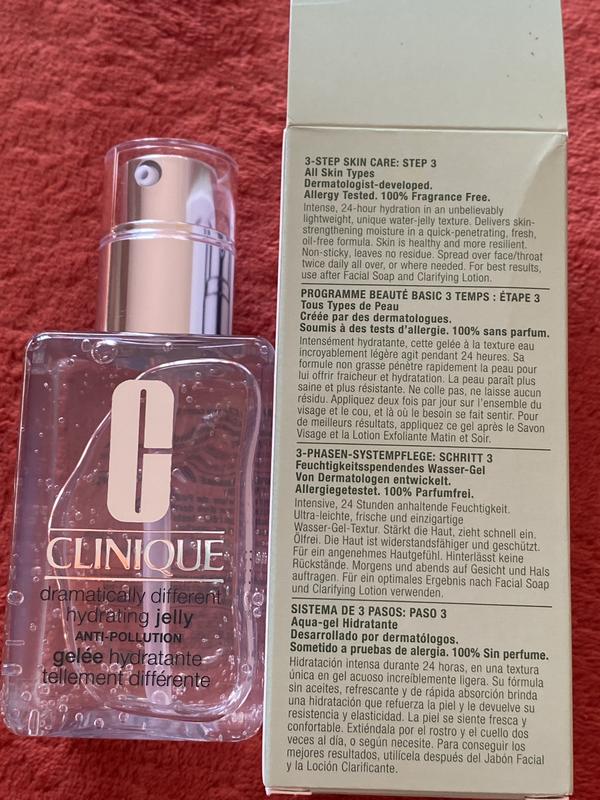 CLINIQUE
dramatically different
hydrating jelly
ANTI-POLLUTION
gelée hydratante
tellement différente
3-STEP SKIN CARE: STEP 3
All Skin Types
Dermatologist-developed.
Allergy Tested. 100% Fragrance Free.
Intense, 24-hour hydration in an unbelievably
lightweight, unique water-jelly texture. Delivers skin-
strengthening moisture in a quick-penetrating, fresh,
oil-free formula. Skin is healthy and more resilient.
Non-sticky, leaves no residue. Spread over face/throat
twice daily all over, or where needed. For best results,
use after Facial Soap and Clarifying Lotion.
PROGRAMME BEAUTÉ BASIC 3 TEMPS : ÉTAPE 3
Tous Types de Peau
Créée par des dermatologues.
Soumis à des tests d'allergie. 100% sans parfum.
Intensément hydratante, cette gelée à la texture eau
incroyablement légère agit pendant 24 heures. Sa
formule non grasse pénètre rapidement la peau pour
lui offrir fraicheur et hydratation. La peau paraît plus
saine et plus résistante. Ne colle pas, ne laisse aucun
résidu. Appliquez deux fois par jour sur l'ensemble du
visage et le cou, et là où le besoin se fait sentir. Pour
de meilleurs résultats, appliquez ce gel après le Savon
Visage et la Lotion Exfoliante Matin et Soir.
3-PHASEN-SYSTEMPFLEGE: SCHRITT 3
Feuchtigkeitsspendendes Wasser-Gel
Von Dermatologen entwickelt.
Allergiegetestet. 100% Parfumfrei.
Intensive, 24 Stunden anhaltende Feuchtigkeit.
Ultra-leichte, frische und einzigartige
Wasser-Gel-Textur. Stärkt die Haut, zieht schnell ein.
Ölfrei. Die Haut ist widerstandsfähiger und geschützt.
Für ein angenehmes Hautgefühl. Hinterlässt keine
Rückstände. Morgens und abends auf Gesicht und Hals
auftragen. Für ein optimales Ergebnis nach Facial Soap
und Clarifying Lotion verwenden.
SISTEMA DE 3 PASOS: PASO 3
Aqua-gel Hidratante
Desarrollado por dermatólogos.
Sometido a pruebas de alergia. 100% Sin perfume.
Hidratación intensa durante 24 horas, en una textura
única en gel acuoso increíblemente ligera. Su fórmula
sin aceites, refrescante y de rápida absorción brinda
una hidratación que refuerza la piel y le devuelve su
resistencia y elasticidad. La piel se siente fresca y
confortable. Extiéndala por el rostro y el cuello dos
veces al día, o según necesite. Para conseguir los
mejores resultados, utilícela después del Jabón Facial
y la Loción Clarificante.